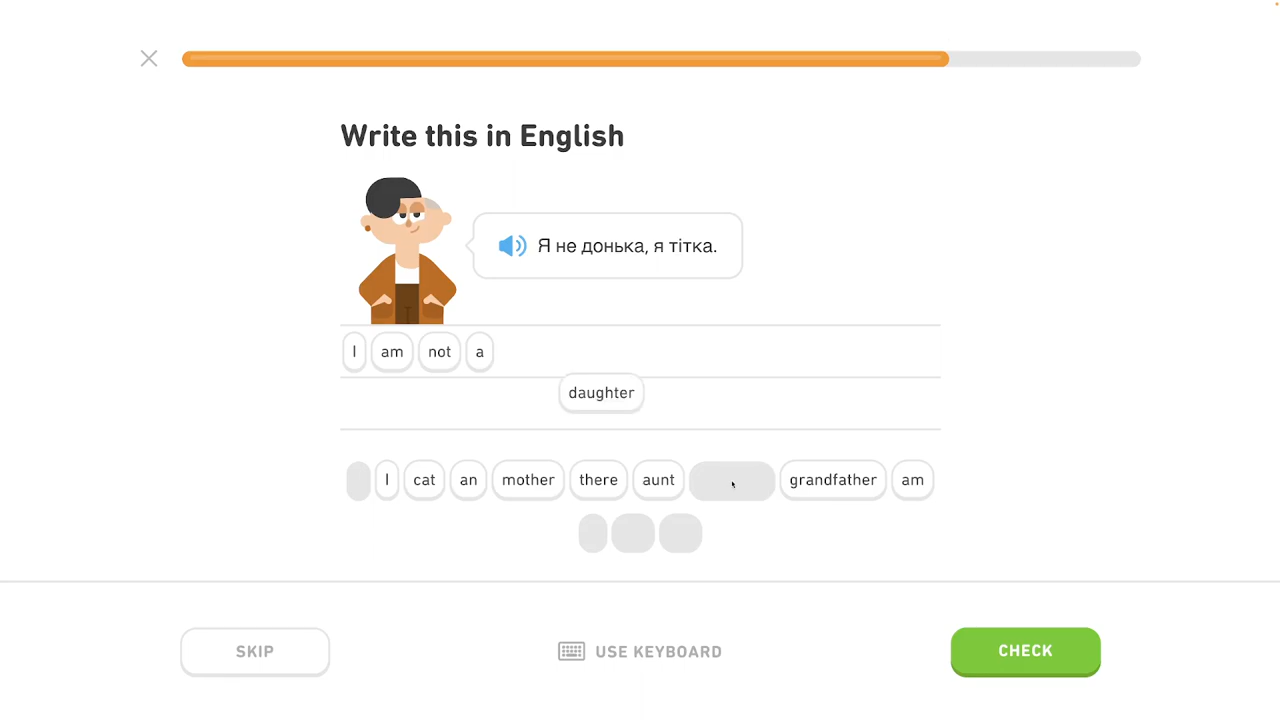 Write this in English
Я не донька, я тітка.
I am not a
daughter
I cat an mother there aunt grandfather am
SKIP USE KEYBOARD CHECK